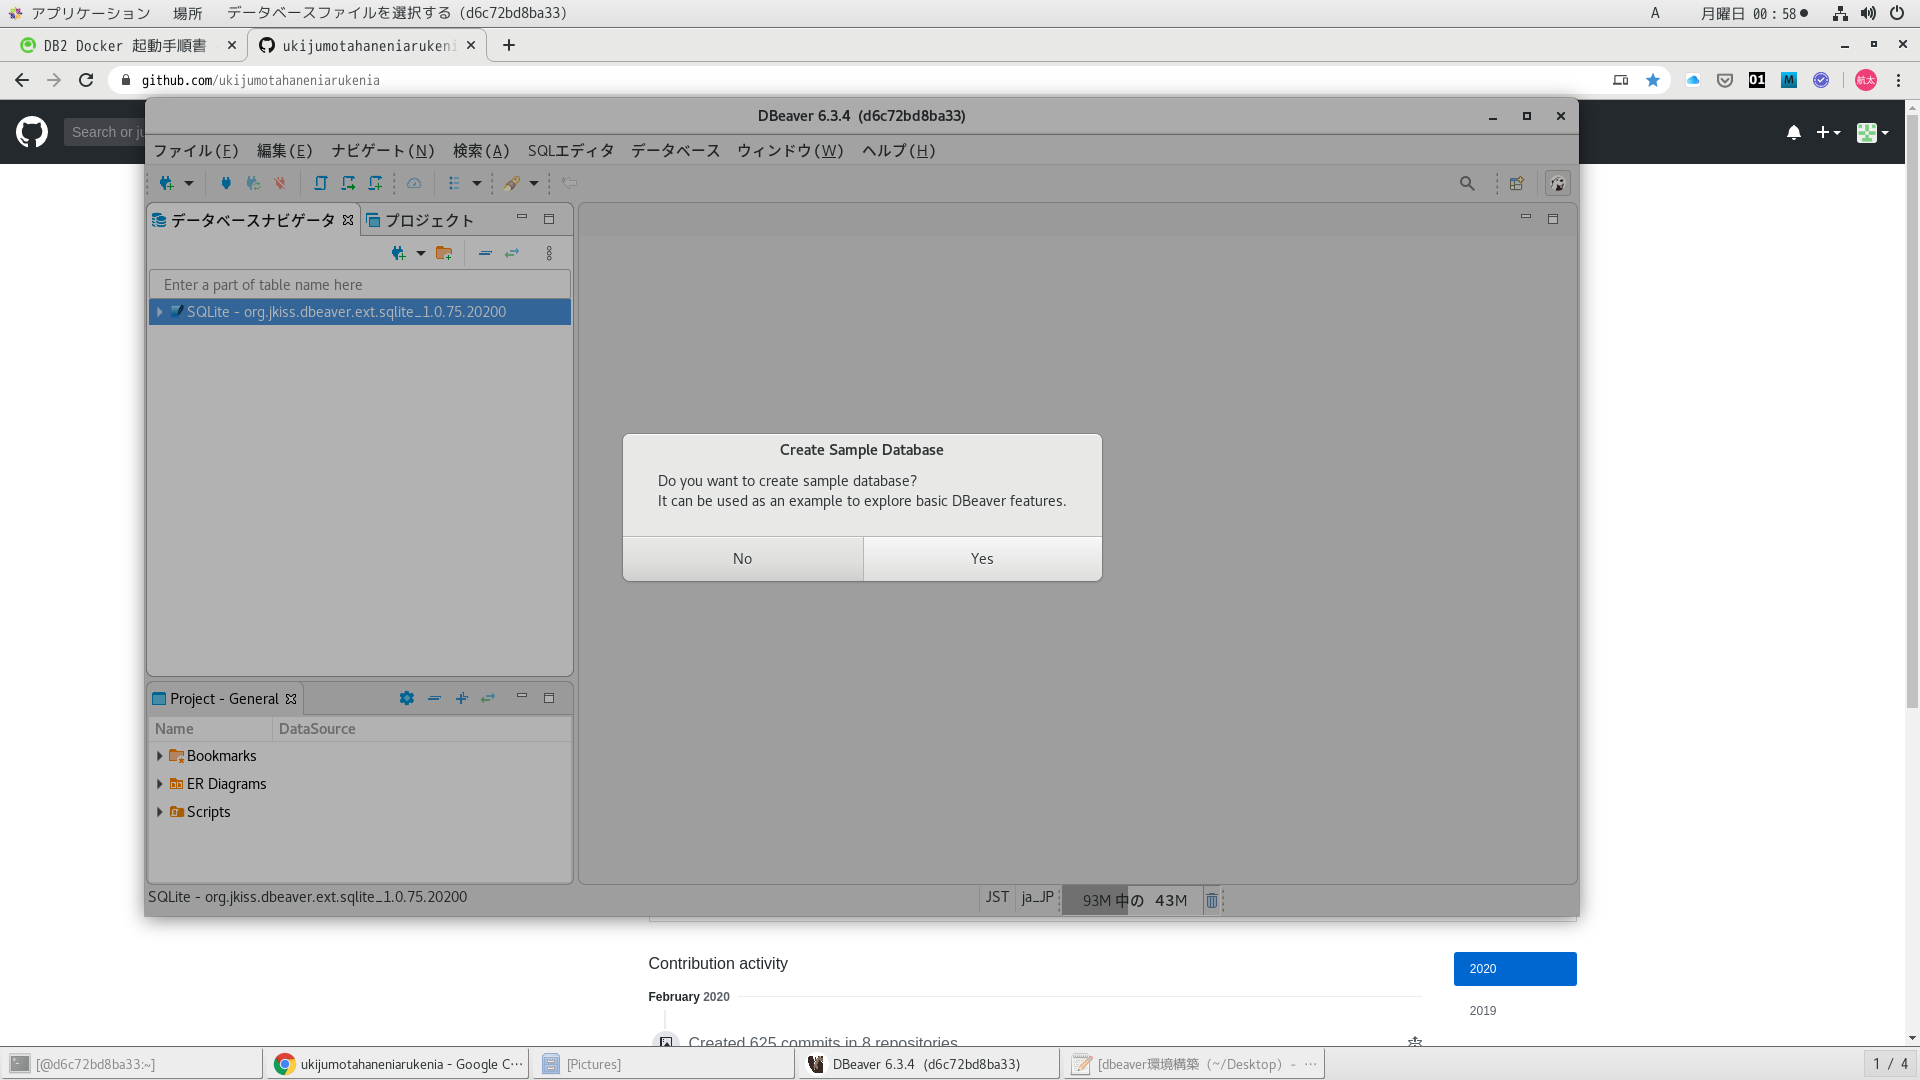 アプリケーション 場所 データベースファイルを選択する (d6c72bd8ba33) A 月曜日 00：58●
DB2 Docker 起動手順書 ukijumotahaneniarukenia
github.com/ukijumotahaneniarukenia 01 M 航太
Search or ju
DBeaver 6.3.4 (d6c72bd8ba33)
ファイル(F) 編集(E) ナビゲート(N) 検索(A) SQLエディタ データベース ウィンドウ(W) ヘルプ(H)
データベースナビゲータ プロジェクト
Enter a part of table name here
SQLite - org.jkiss.dbeaver.ext.sqlite_1.0.75.20200
Create Sample Database
Do you want to create sample database?
It can be used as an example to explore basic DBeaver features.
No Yes
Project - General
Name DataSource
Bookmarks
ER Diagrams
Scripts
SQLite - org.jkiss.dbeaver.ext.sqlite_1.0.75.20200 JST ja_JP 93M 中の 43M
Contribution activity 2020
February 2020
2019
Created 625 commits in 8 repositories
[@d6c72bd8ba33:~] ukijumotahaneniarukenia - Google C… [Pictures] DBeaver 6.3.4 (d6c72bd8ba33) [dbeaver環境構築 (~/Desktop) - … 1 / 4